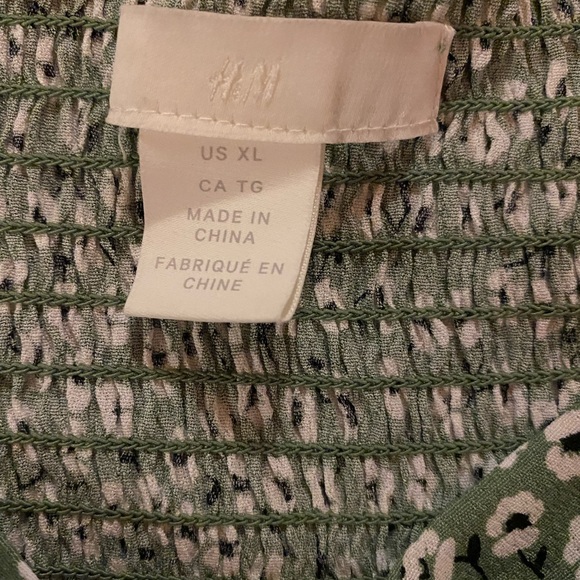 H&M
US XL
CA TG
MADE IN
CHINA
FABRIQUÉ EN
CHINE